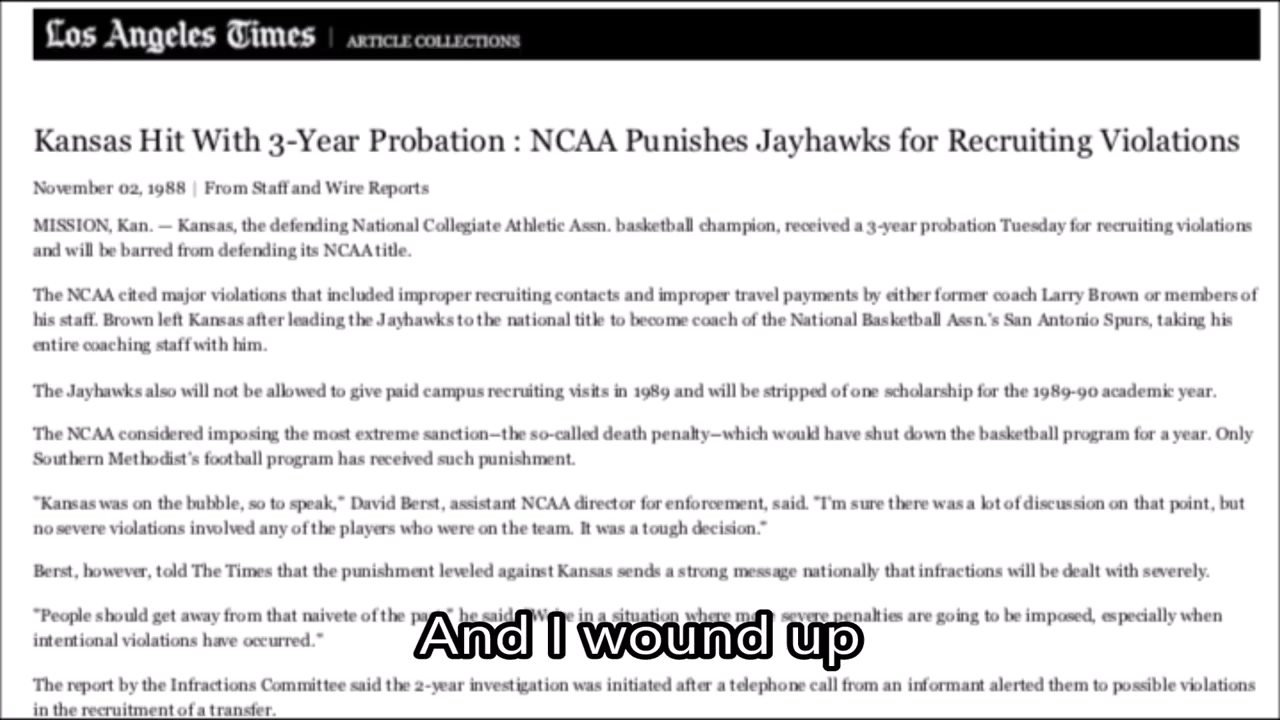 Los Angeles Times | ARTICLE COLLECTIONS
Kansas Hit With 3-Year Probation : NCAA Punishes Jayhawks for Recruiting Violations
November 02, 1988 | From Staff and Wire Reports
MISSION, Kan. — Kansas, the defending National Collegiate Athletic Assn. basketball champion, received a 3-year probation Tuesday for recruiting violations
and will be barred from defending its NCAA title.
The NCAA cited major violations that included improper recruiting contacts and improper travel payments by either former coach Larry Brown or members of
his staff. Brown left Kansas after leading the Jayhawks to the national title to become coach of the National Basketball Assn.'s San Antonio Spurs, taking his
entire coaching staff with him.
The Jayhawks also will not be allowed to give paid campus recruiting visits in 1989 and will be stripped of one scholarship for the 1989-90 academic year.
The NCAA considered imposing the most extreme sanction—the so-called death penalty—which would have shut down the basketball program for a year. Only
Southern Methodist's football program has received such punishment.
"Kansas was on the bubble, so to speak," David Berst, assistant NCAA director for enforcement, said. "I'm sure there was a lot of discussion on that point, but
no severe violations involved any of the players who were on the team. It was a tough decision."
Berst, however, told The Times that the punishment leveled against Kansas sends a strong message nationally that infractions will be dealt with severely.
"People should get away from that naivete of the he said. in a situation where severe penalties are going to be imposed, especially when
intentional violations have occurred."
And I wound up
The report by the Infractions Committee said the 2-year investigation was initiated after a telephone call from an informant alerted them to possible violations
in the recruitment of a transfer.